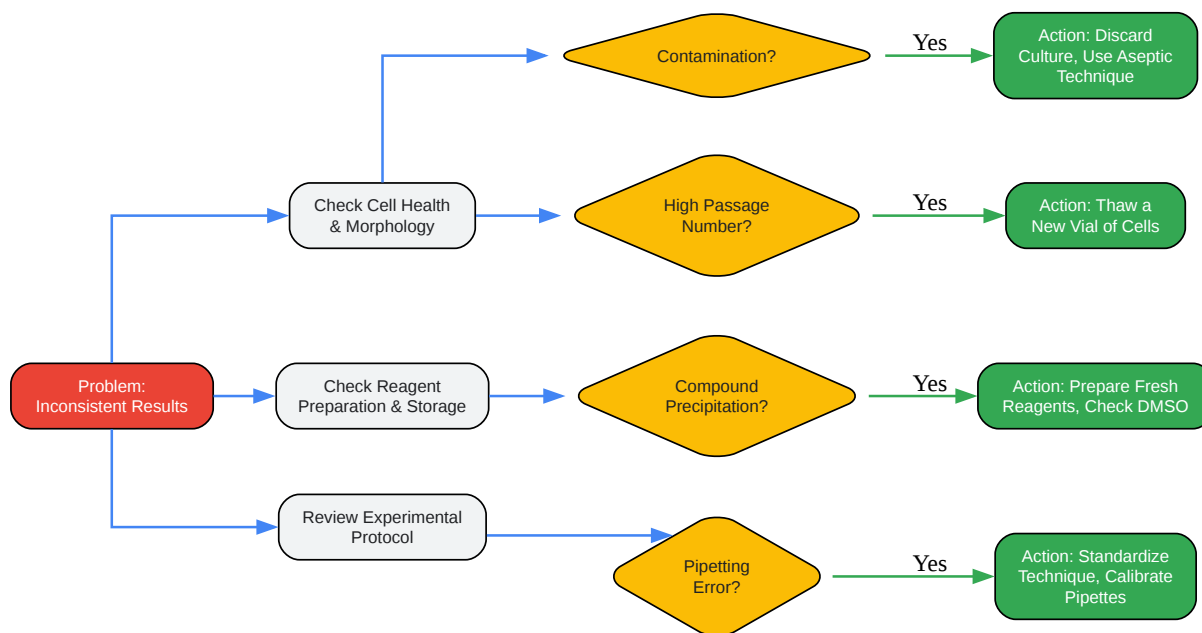 Contamination?
Yes
Action: Discard
Culture, Use Aseptic
Technique
Check Cell Health
& Morphology
High Passage
Number?
Yes
Action: Thaw a
New Vial of Cells
Problem:
Inconsistent Results
Check Reagent
Preparation & Storage
Compound
Precipitation?
Yes
Action: Prepare Fresh
Reagents, Check DMSO
Review Experimental
Protocol
Pipetting
Error?
Yes
Action: Standardize
Technique, Calibrate
Pipettes